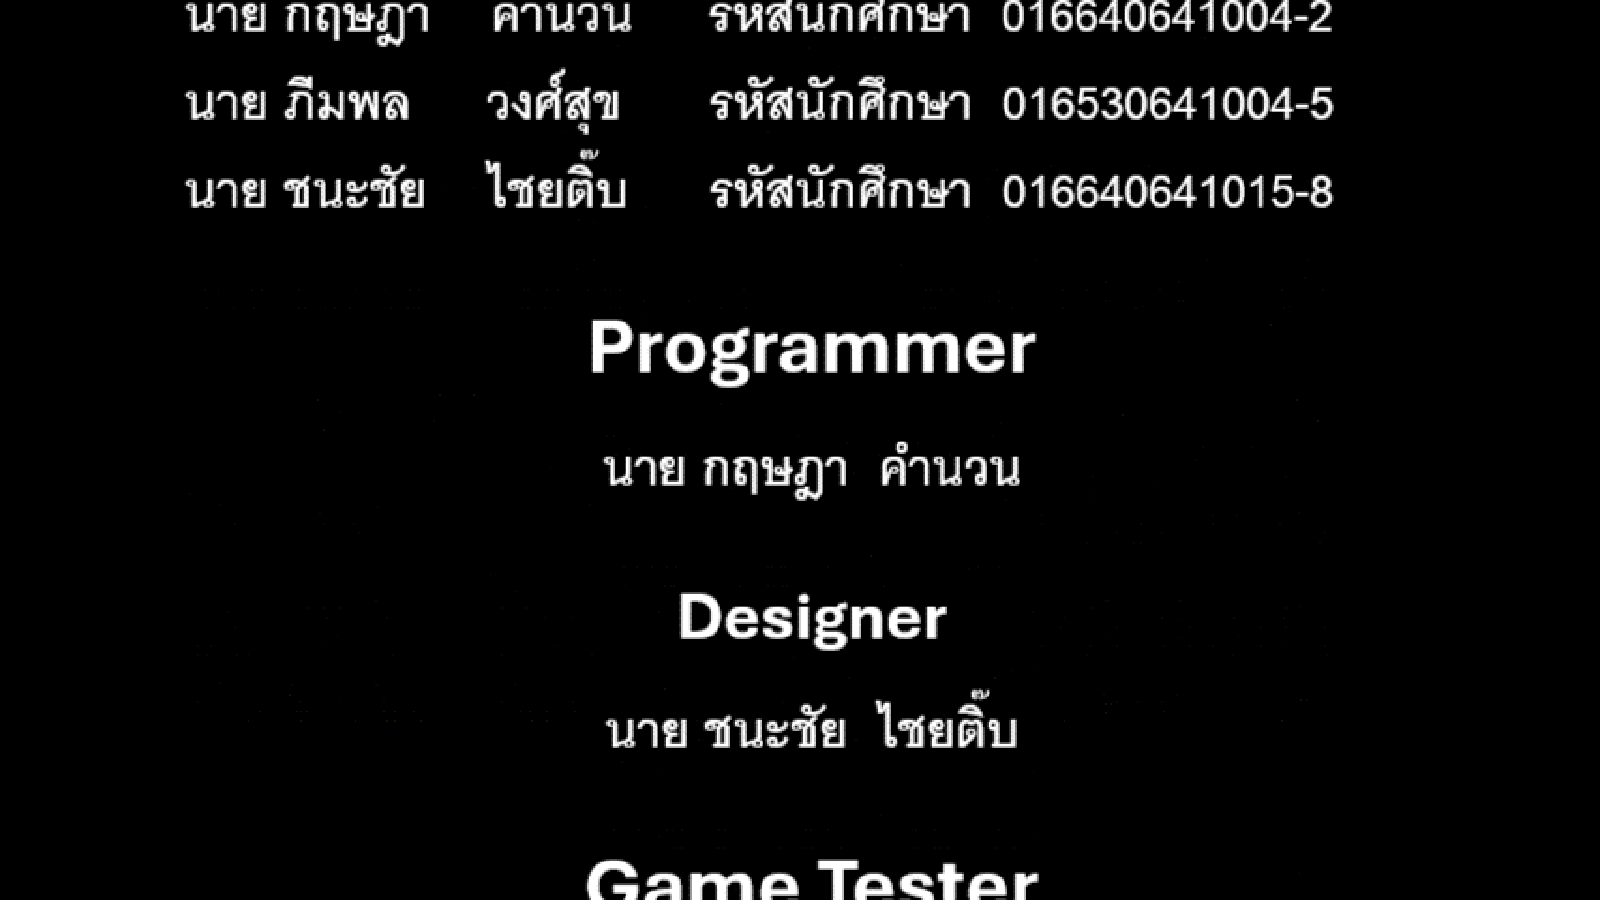 นาย กฤษฎา คำนวน รหัสนักศึกษา 016640641004-2
นาย ภีมพล วงศ์สุข รหัสนักศึกษา 016530641004-5
นาย ชนะชัย ไชยติ๊บ รหัสนักศึกษา 016640641015-8
Programmer
นาย กฤษฎา คำนวน
Designer
นาย ชนะชัย ไชยติ๊บ
Game Tester